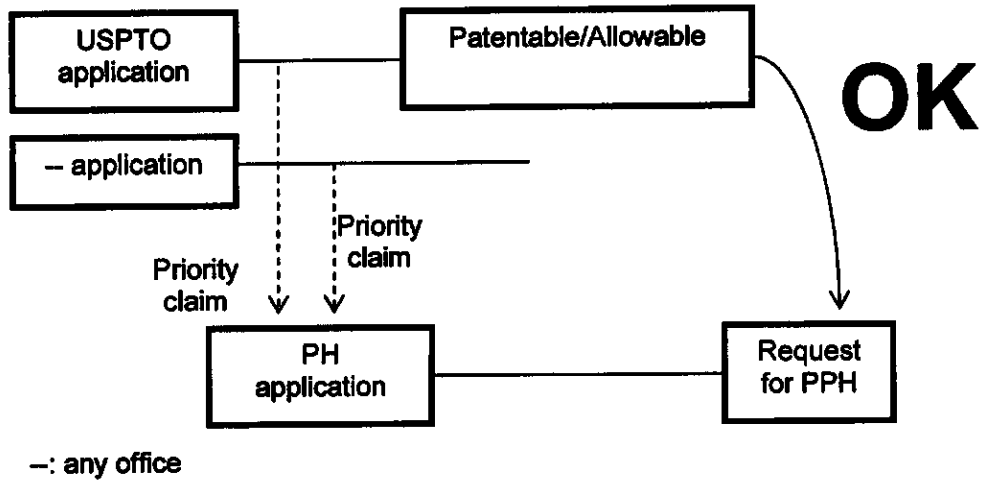 USPTO
application
Patentable/Allowable
OK
-- application
Priority
claim
Priority
claim
PH
application
Request
for PPH
--: any office